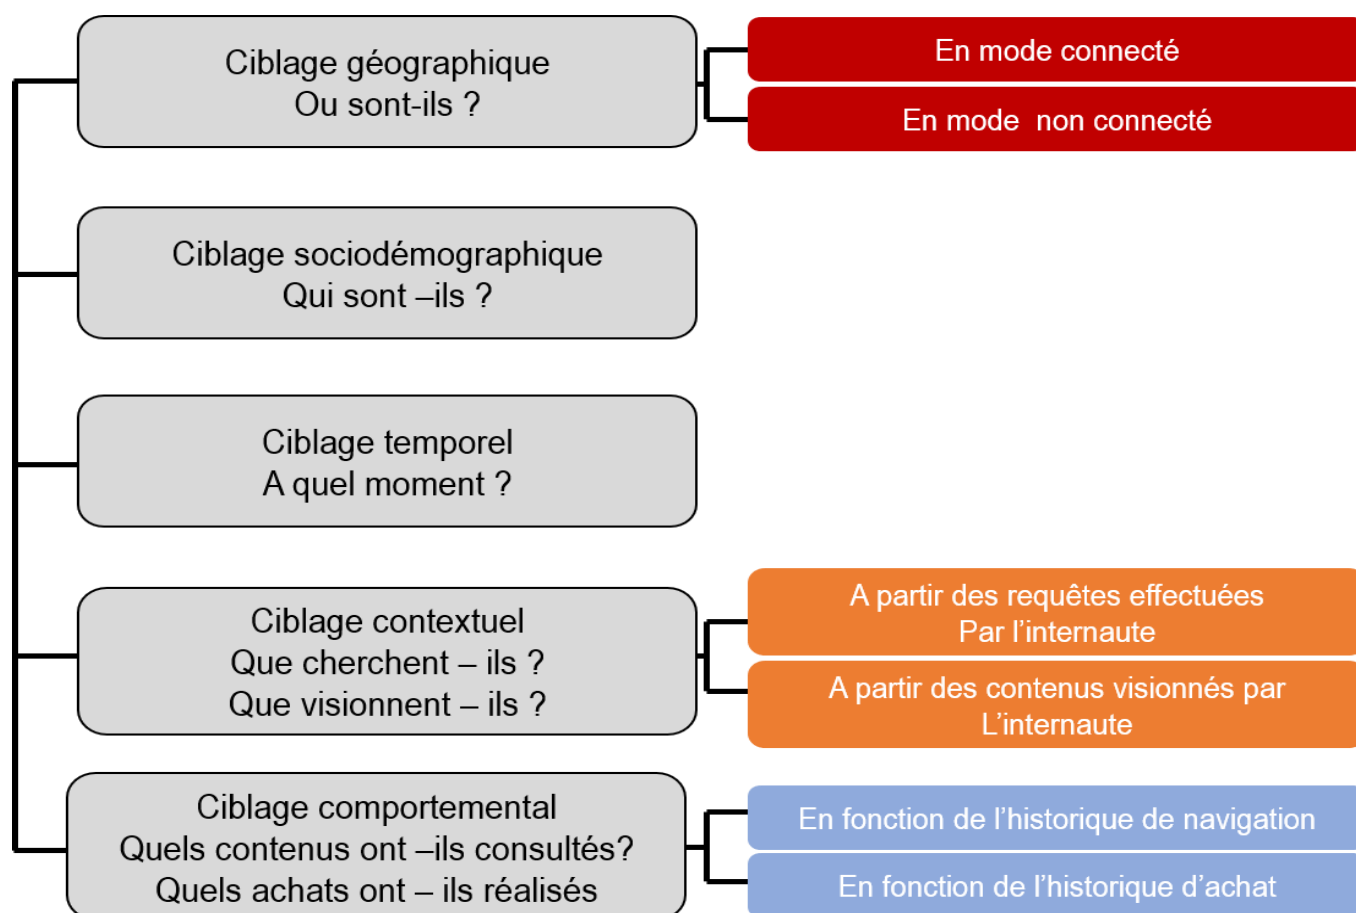 Ciblage géographique
Ou sont-ils ?
En mode connecté
En mode  non connecté
Ciblage sociodémographique
Qui sont –ils ?
Ciblage temporel
A quel moment ?
Ciblage contextuel
Que cherchent – ils ?
Que visionnent – ils ?
A partir des requêtes effectuées
Par l’internaute
A partir des contenus visionnés par
L’internaute
Ciblage comportemental
Quels contenus ont –ils consultés?
Quels achats ont – ils réalisés
En fonction de l’historique de navigation
En fonction de l’historique d’achat